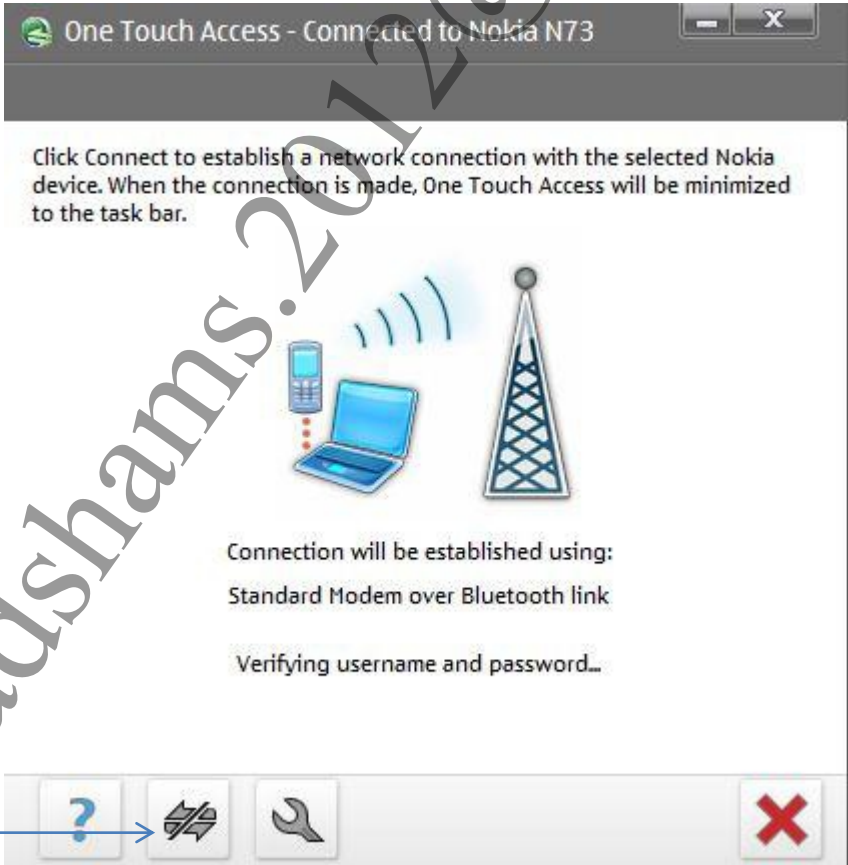 One Touch Access - Connected to Nokia N73
Click Connect to establish a network connection with the selected Nokia
device. When the connection is made, One Touch Access will be minimized
to the task bar.
Connection will be established using:
Standard Modem over Bluetooth link
Verifying username and password...
?